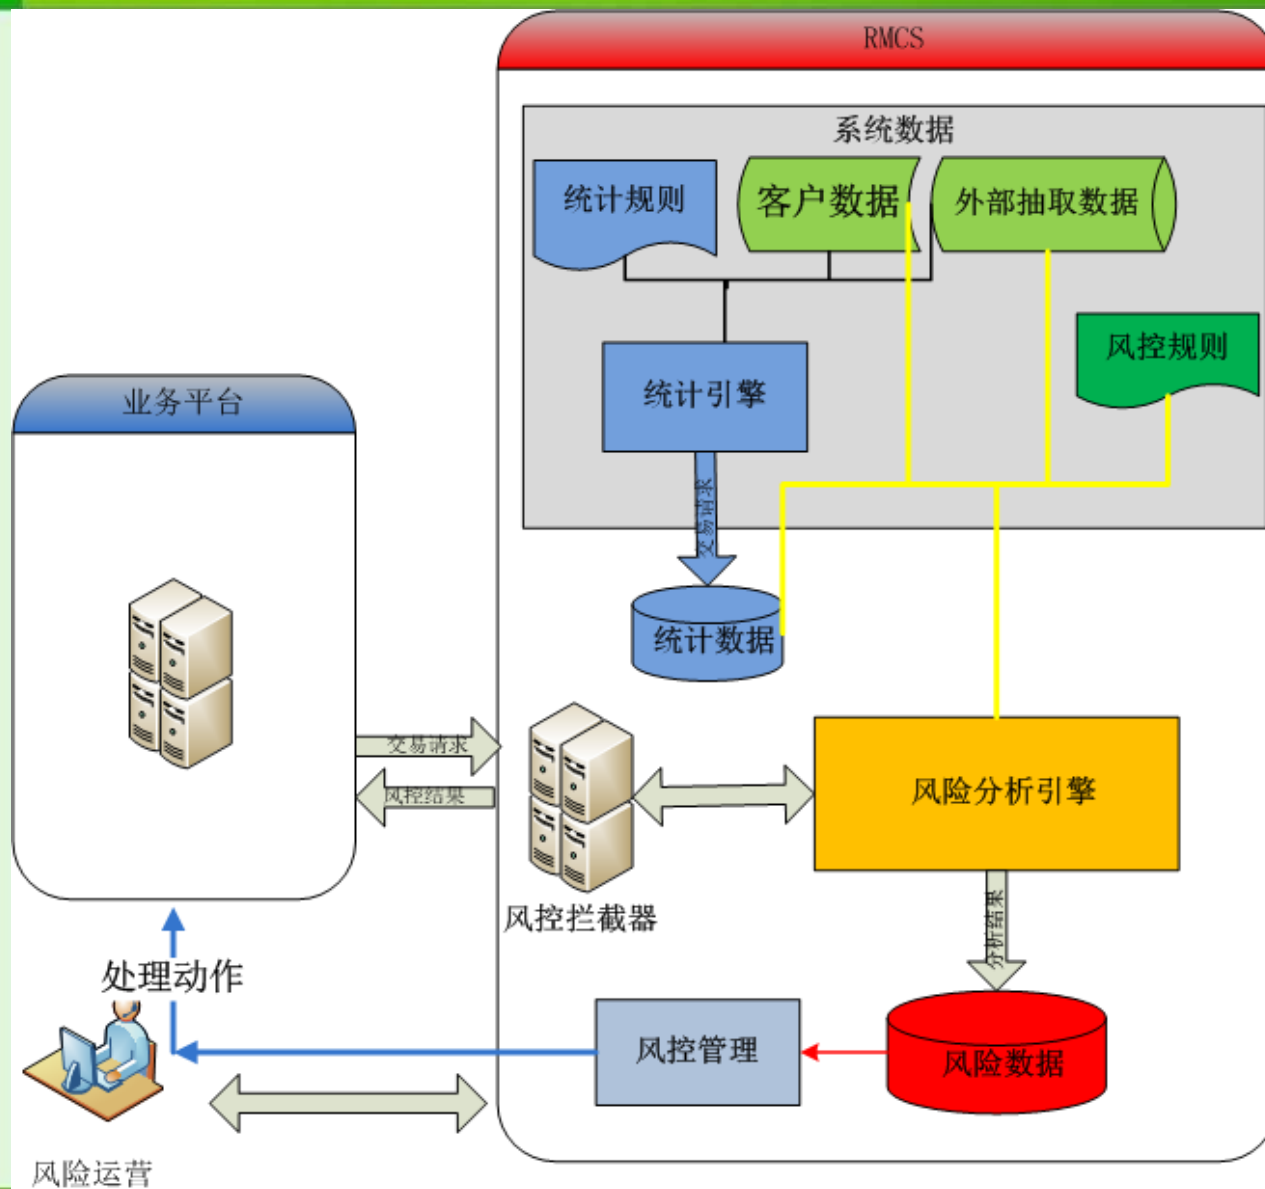 RMCS
系统数据
统计规则
客户数据
外部抽取数据
风控规则
统计引擎
业务平台
交易请求
统计数据
交易请求
风控结果
风险分析引擎
风控拦截器
分析结果
处理动作
风控管理
风险数据
风险运营